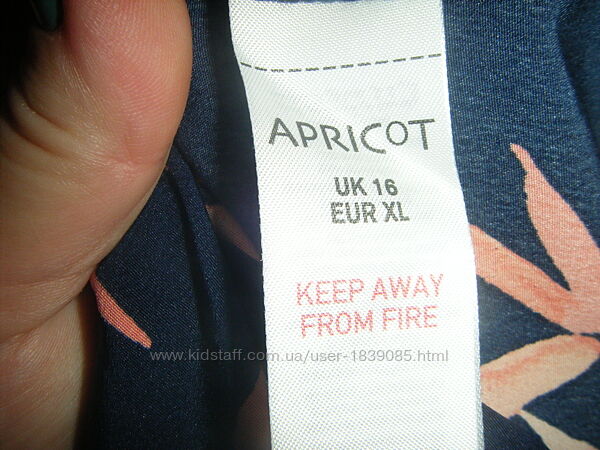 APRICOT
UK 16
EUR XL
KEEP AWAY
FROM FIRE
www.kidstaff.com.ua/user-1839085.html